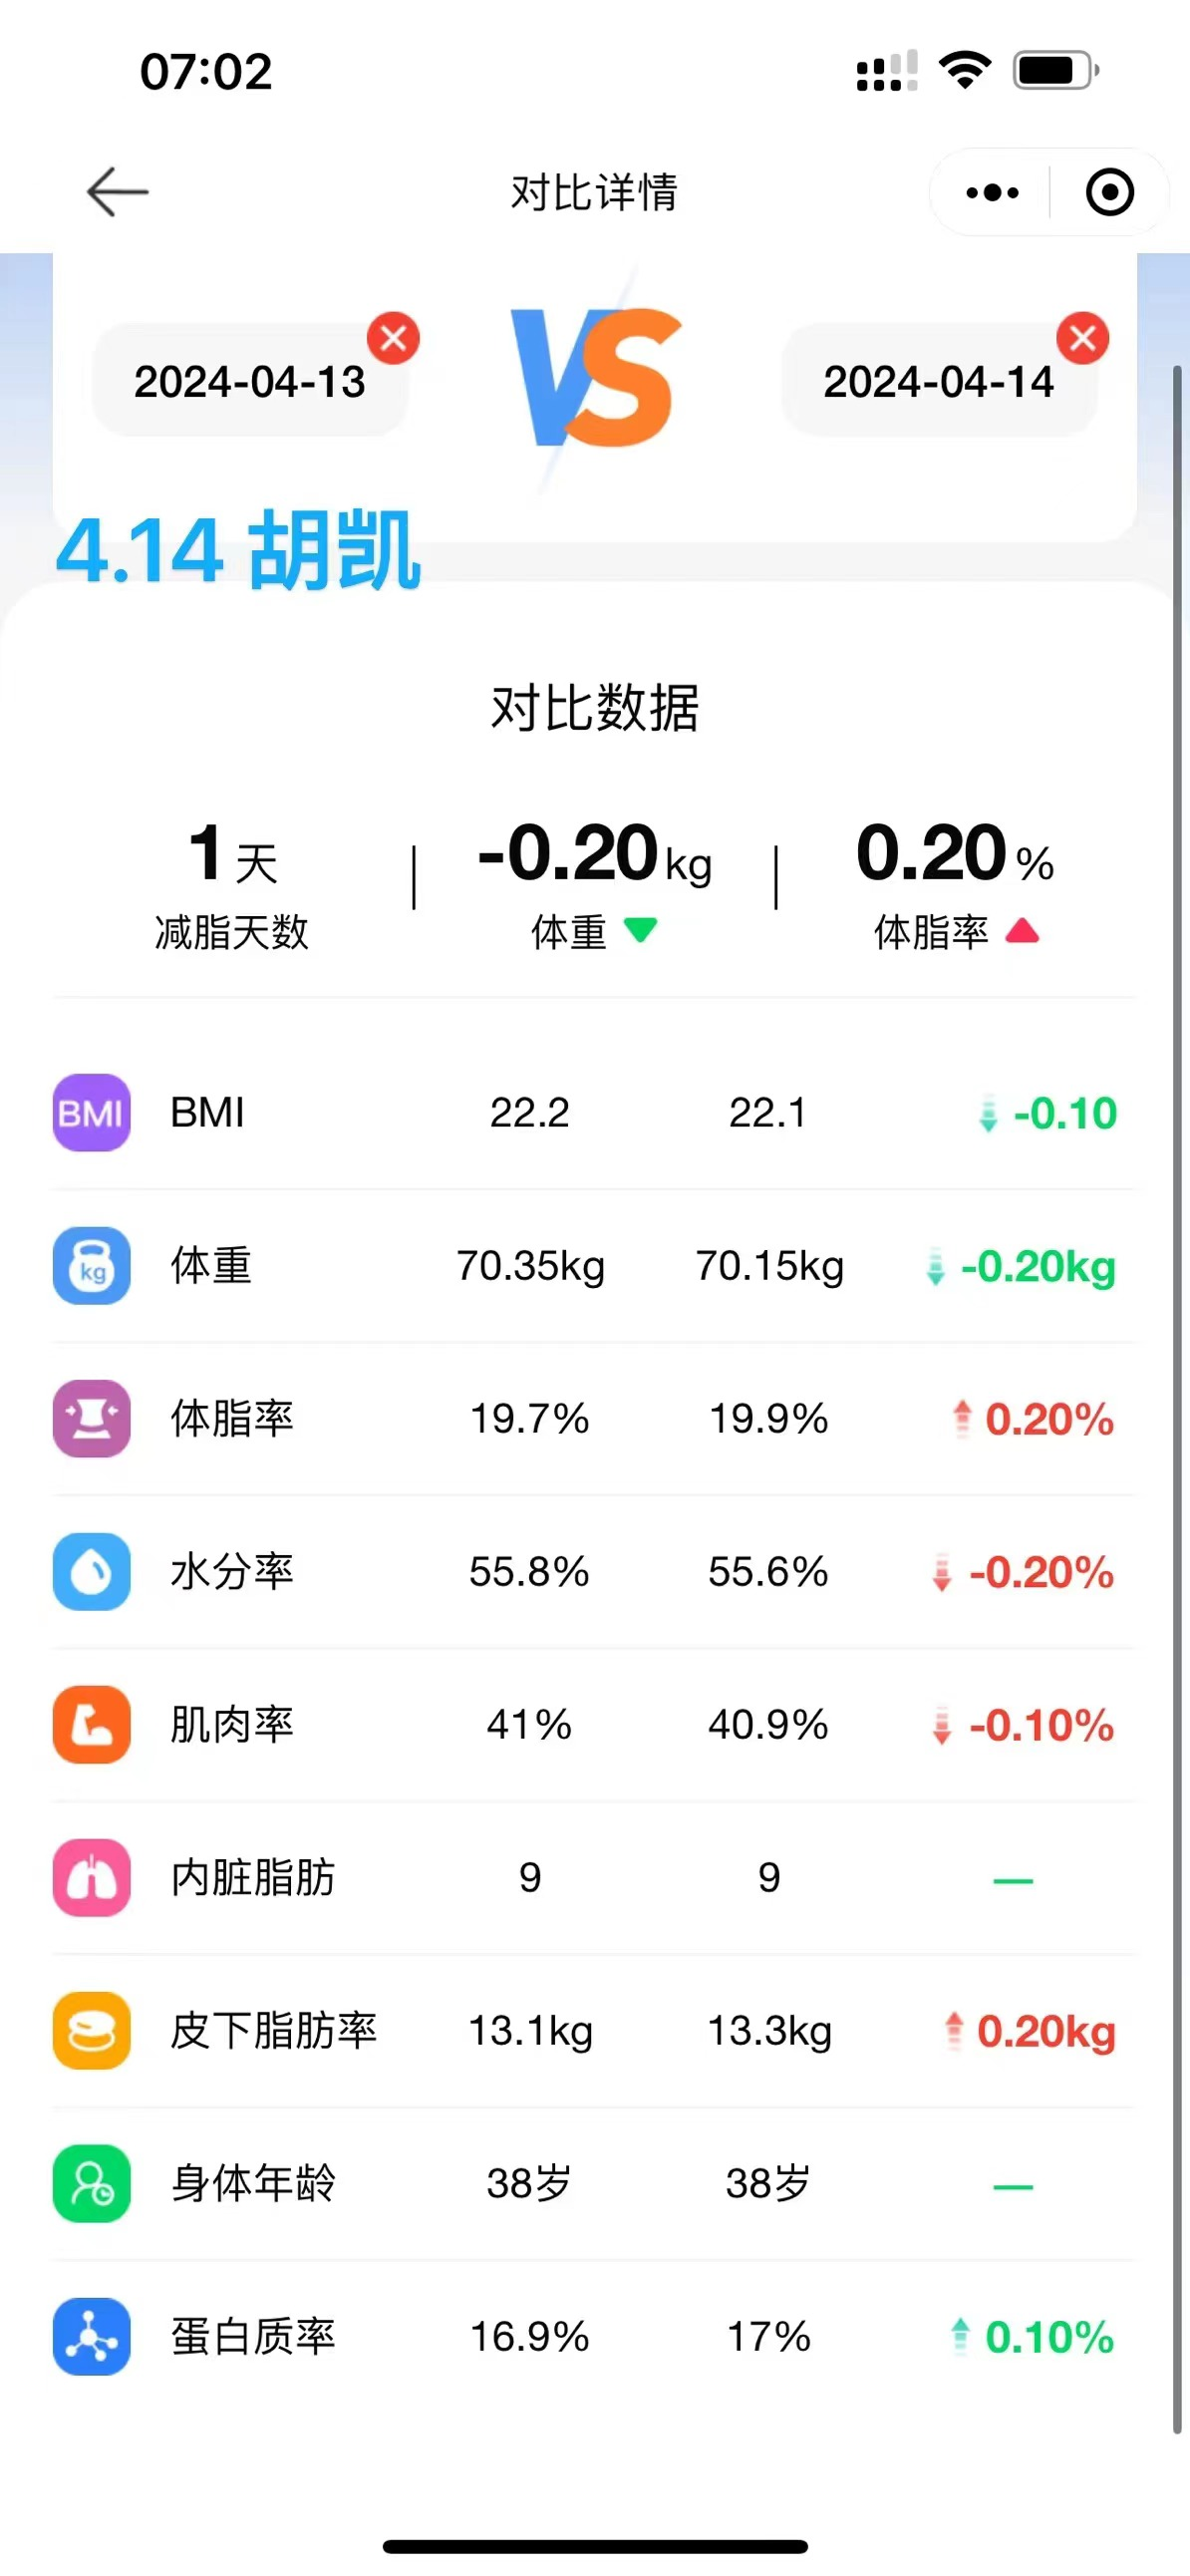 07:02
对比详情
2024-04-13 VS 2024-04-14
4.14 胡凯
对比数据
1天 -0.20kg 0.20%
减脂天数 体重 体脂率
BMI BMI 22.2 22.1 -0.10
kg 体重 70.35kg 70.15kg -0.20kg
体脂率 19.7% 19.9% 0.20%
水分率 55.8% 55.6% -0.20%
肌肉率 41% 40.9% -0.10%
内脏脂肪 9 9 —
皮下脂肪率 13.1kg 13.3kg 0.20kg
身体年龄 38岁 38岁 —
蛋白质率 16.9% 17% 0.10%